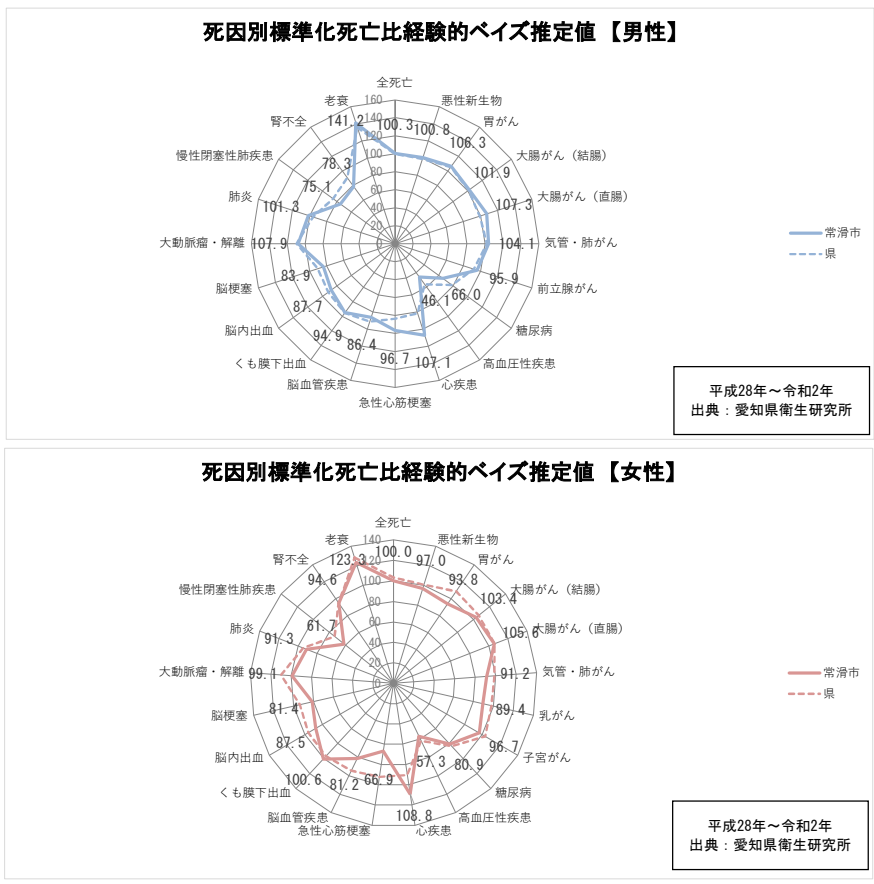 死因別標準化死亡比経験的ベイズ推定値 【男性】
全死亡
悪性新生物
胃がん
大腸がん（結腸）
大腸がん（直腸）
気管・肺がん
前立腺がん
糖尿病
高血圧性疾患
心疾患
急性心筋梗塞
脳血管疾患
くも膜下出血
脳内出血
脳梗塞
大動脈瘤・解離
肺炎
慢性閉塞性肺疾患
腎不全
老衰
100.3
100.8
106.3
101.9
107.3
104.1
95.9
66.0
46.1
107.1
96.7
86.4
94.9
87.7
83.9
107.9
101.3
75.1
78.3
141.2
160
140
120
100
80
60
40
20
0
常滑市
県
平成28年～令和2年
出典：愛知県衛生研究所
死因別標準化死亡比経験的ベイズ推定値 【女性】
全死亡
悪性新生物
胃がん
大腸がん（結腸）
大腸がん（直腸）
気管・肺がん
乳がん
子宮がん
糖尿病
高血圧性疾患
心疾患
急性心筋梗塞
脳血管疾患
くも膜下出血
脳内出血
脳梗塞
大動脈瘤・解離
肺炎
慢性閉塞性肺疾患
腎不全
老衰
100.0
97.0
93.8
103.4
105.6
91.2
89.4
96.7
80.9
57.3
108.8
66.9
81.2
100.6
87.5
81.4
99.1
91.3
61.7
94.6
123.3
140
120
100
80
60
40
20
0
常滑市
県
平成28年～令和2年
出典：愛知県衛生研究所